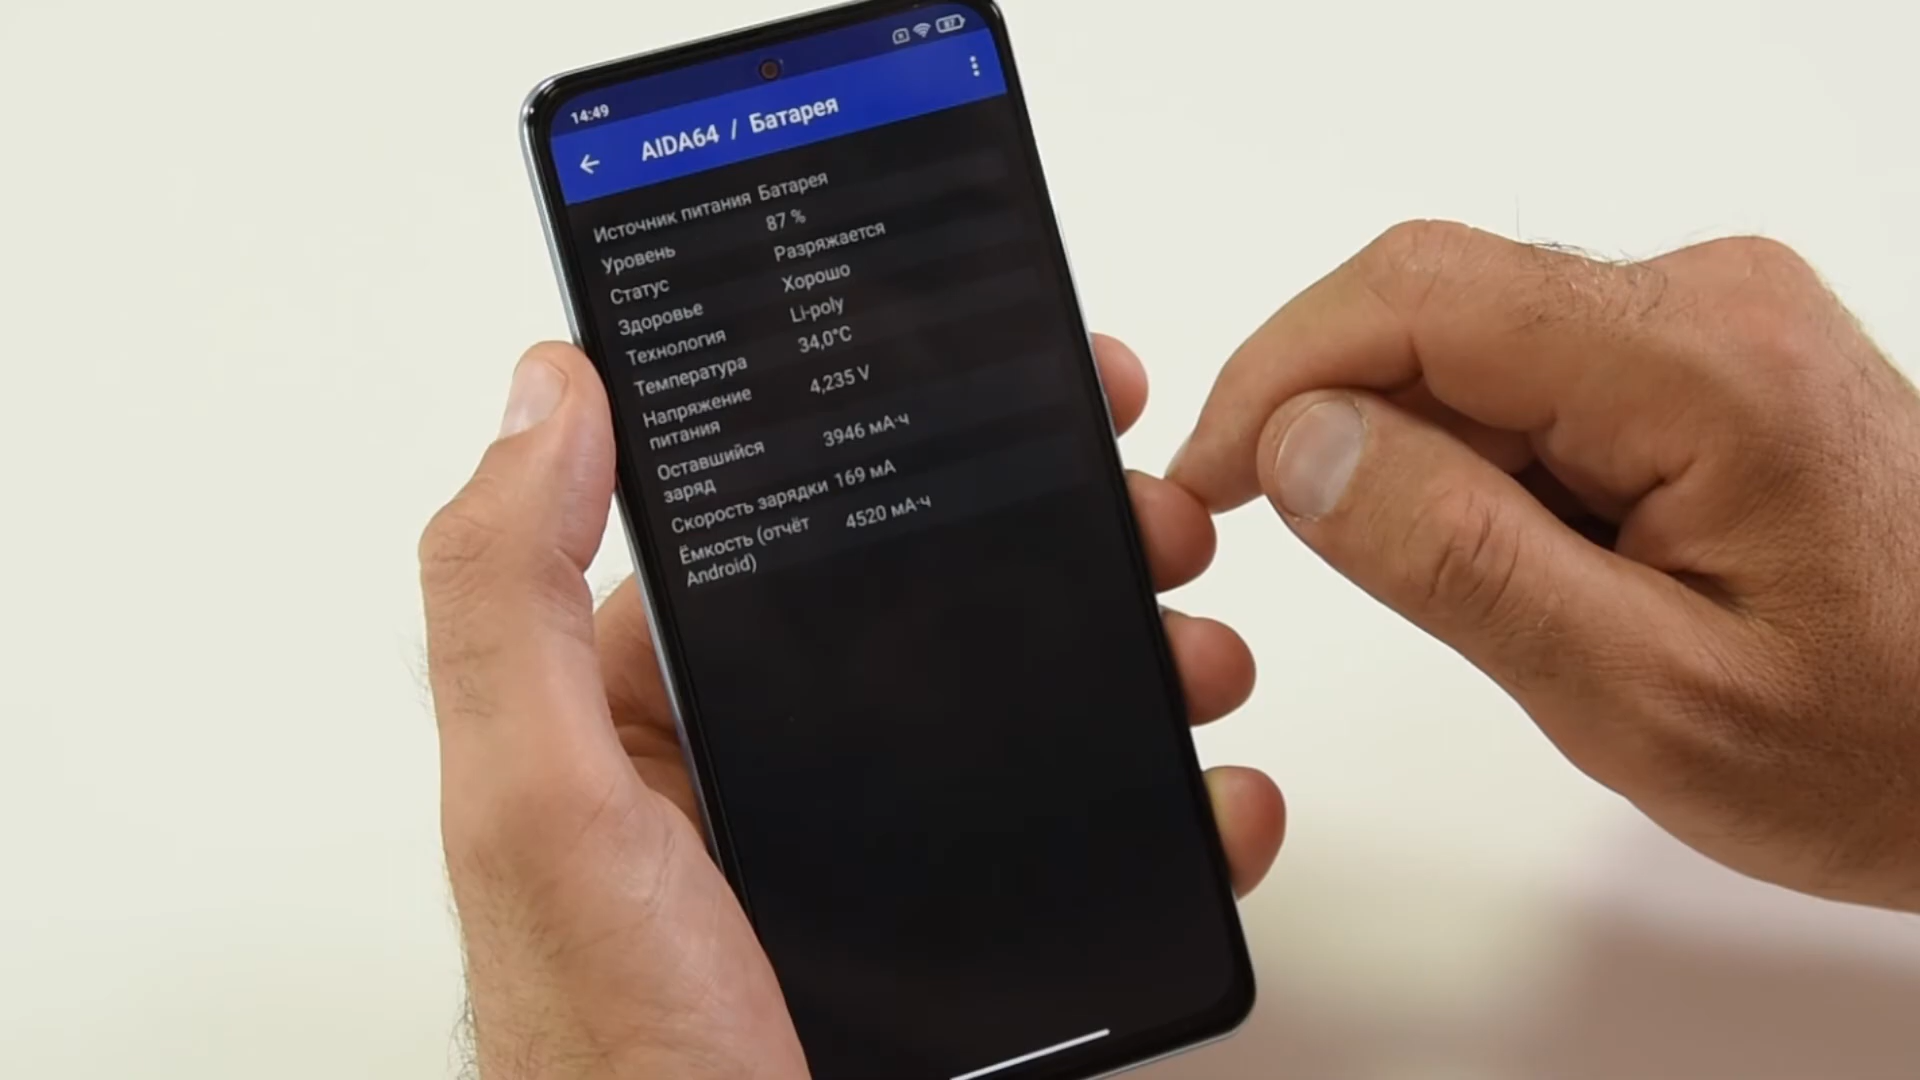 87
14:49
AIDA64 / Батарея
Источник питания Батарея
Уровень 87 %
Статус Разряжается
Здоровье Хорошо
Технология Li-poly
Температура 34,0°C
Напряжение питания 4,235 V
Оставшийся заряд 3946 мА·ч
Скорость зарядки 169 мА
Ёмкость (отчёт Android) 4520 мА·ч